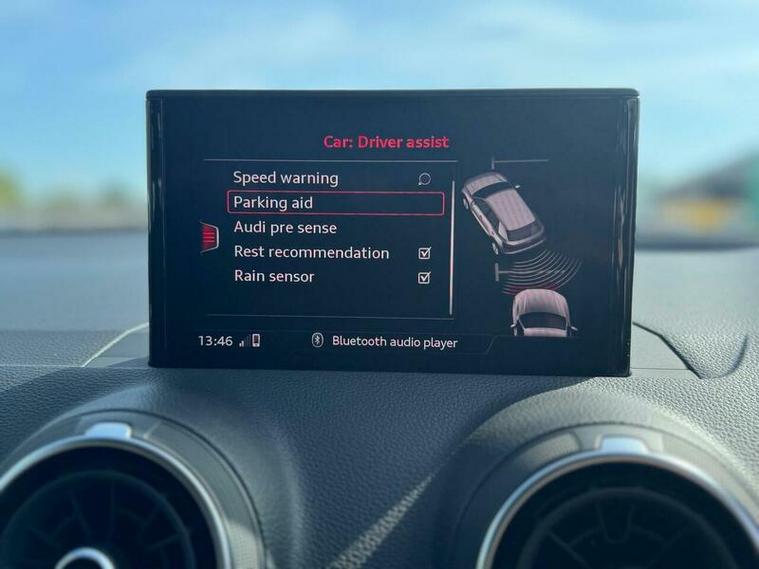 Car: Driver assist
Speed warning
Parking aid
Audi pre sense
Rest recommendation
Rain sensor
13:46
Bluetooth audio player